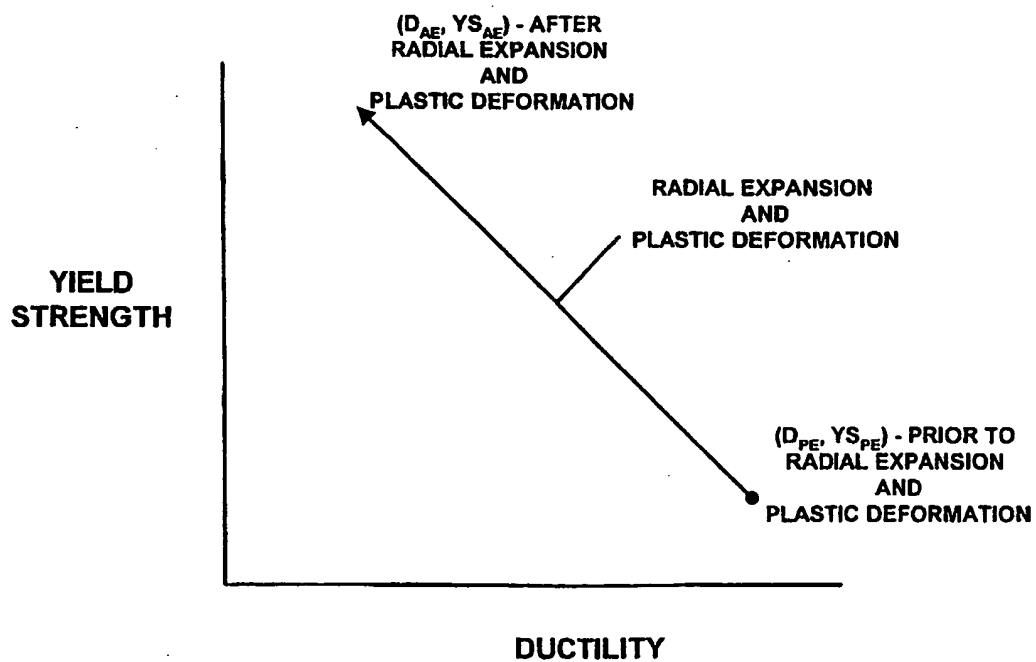 (D_AE, YS_AE) - AFTER
RADIAL EXPANSION
AND
PLASTIC DEFORMATION
RADIAL EXPANSION
AND
PLASTIC DEFORMATION
YIELD
STRENGTH
(D_PE, YS_PE) - PRIOR TO
RADIAL EXPANSION
AND
PLASTIC DEFORMATION
DUCTILITY